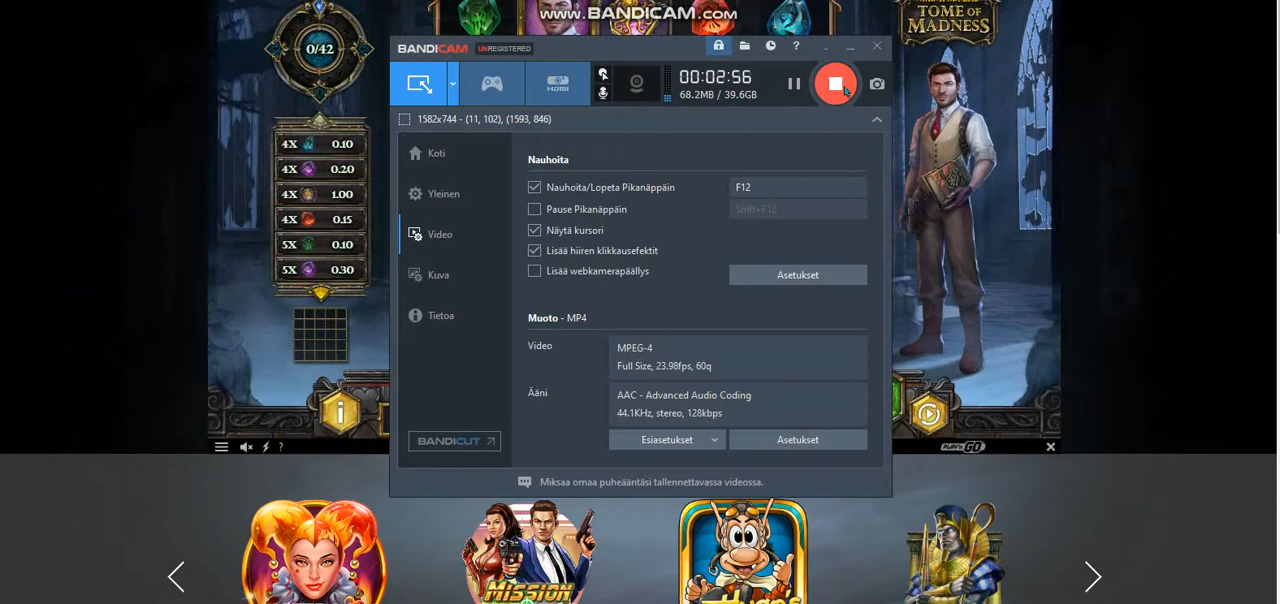 www.BANDICAM.com
TOME OF
MADNESS
0/42
4X 0.10
4X 0.20
4X 1.00
4X 0.15
5X 0.10
5X 0.30
BANDICAM UNREGISTERED
?
HDMI
00:02:56
68.2MB / 39.6GB
1582x744 - (11, 102), (1593, 846)
Koti
Yleinen
Video
Kuva
Tietoa
BANDICUT
Nauhoita
Nauhoita/Lopeta Pikanäppäin F12
Pause Pikanäppäin Shift+F12
Näytä kursori
Lisää hiiren klikkausefektit
Lisää webkamerapäällys Asetukset
Muoto - MP4
Video
MPEG-4
Full Size, 23.98fps, 60q
Ääni
AAC - Advanced Audio Coding
44.1KHz, stereo, 128kbps
Esiasetukset Asetukset
Miksaa omaa puheääntäsi tallennettavassa videossa.
i
?
PLAY'n GO
MISSION
Hugo's